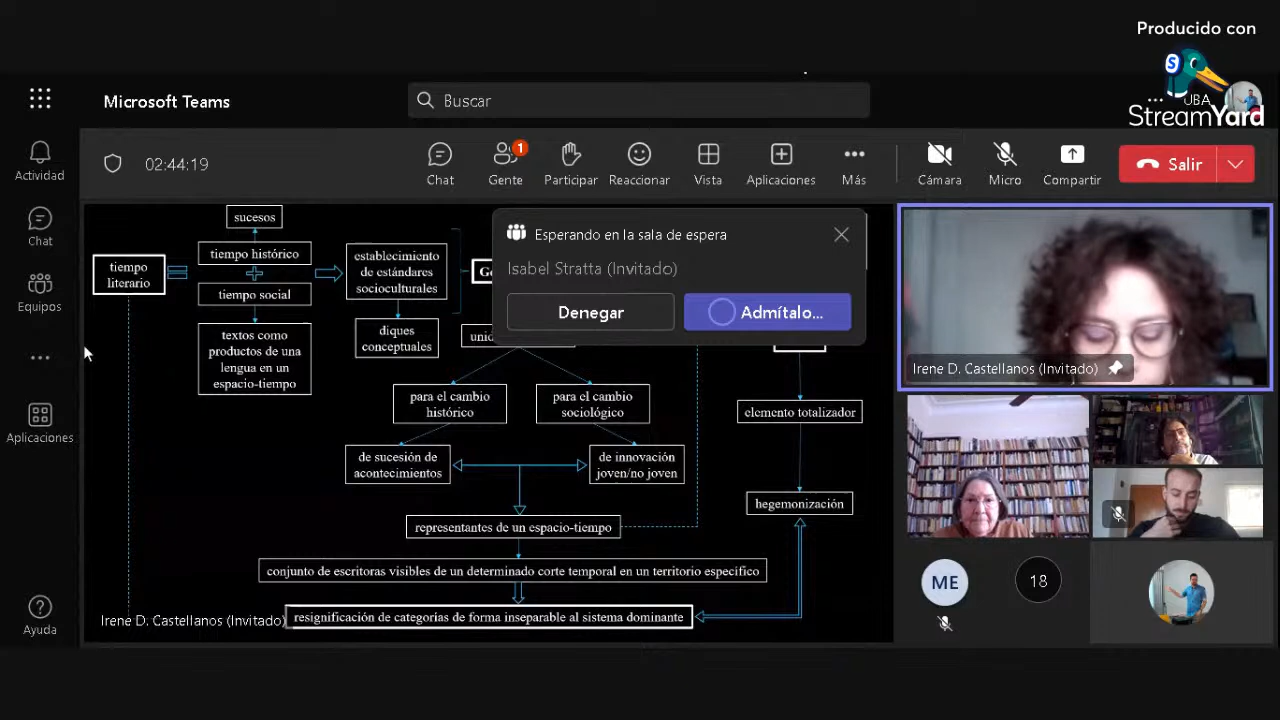 Producido con
StreamYard
UBA
Microsoft Teams
Buscar
Actividad
Chat
Equipos
Aplicaciones
Ayuda
02:44:19
Chat
Gente
1
Participar
Reaccionar
Vista
Aplicaciones
Más
Cámara
Micro
Compartir
Salir
Esperando en la sala de espera
Isabel Stratta (Invitado)
Denegar
Admítalo...
sucesos
tiempo
literario
tiempo histórico
tiempo social
textos como
productos de una
lengua en un
espacio-tiempo
establecimiento
de estándares
socioculturales
diques
conceptuales
para el cambio
histórico
para el cambio
sociológico
de sucesión de
acontecimientos
de innovación
joven/no joven
elemento totalizador
hegemonización
representantes de un espacio-tiempo
conjunto de escritoras visibles de un determinado corte temporal en un territorio específico
resignificación de categorías de forma inseparable al sistema dominante
Irene D. Castellanos (Invitado)
Irene D. Castellanos (Invitado)
ME
18